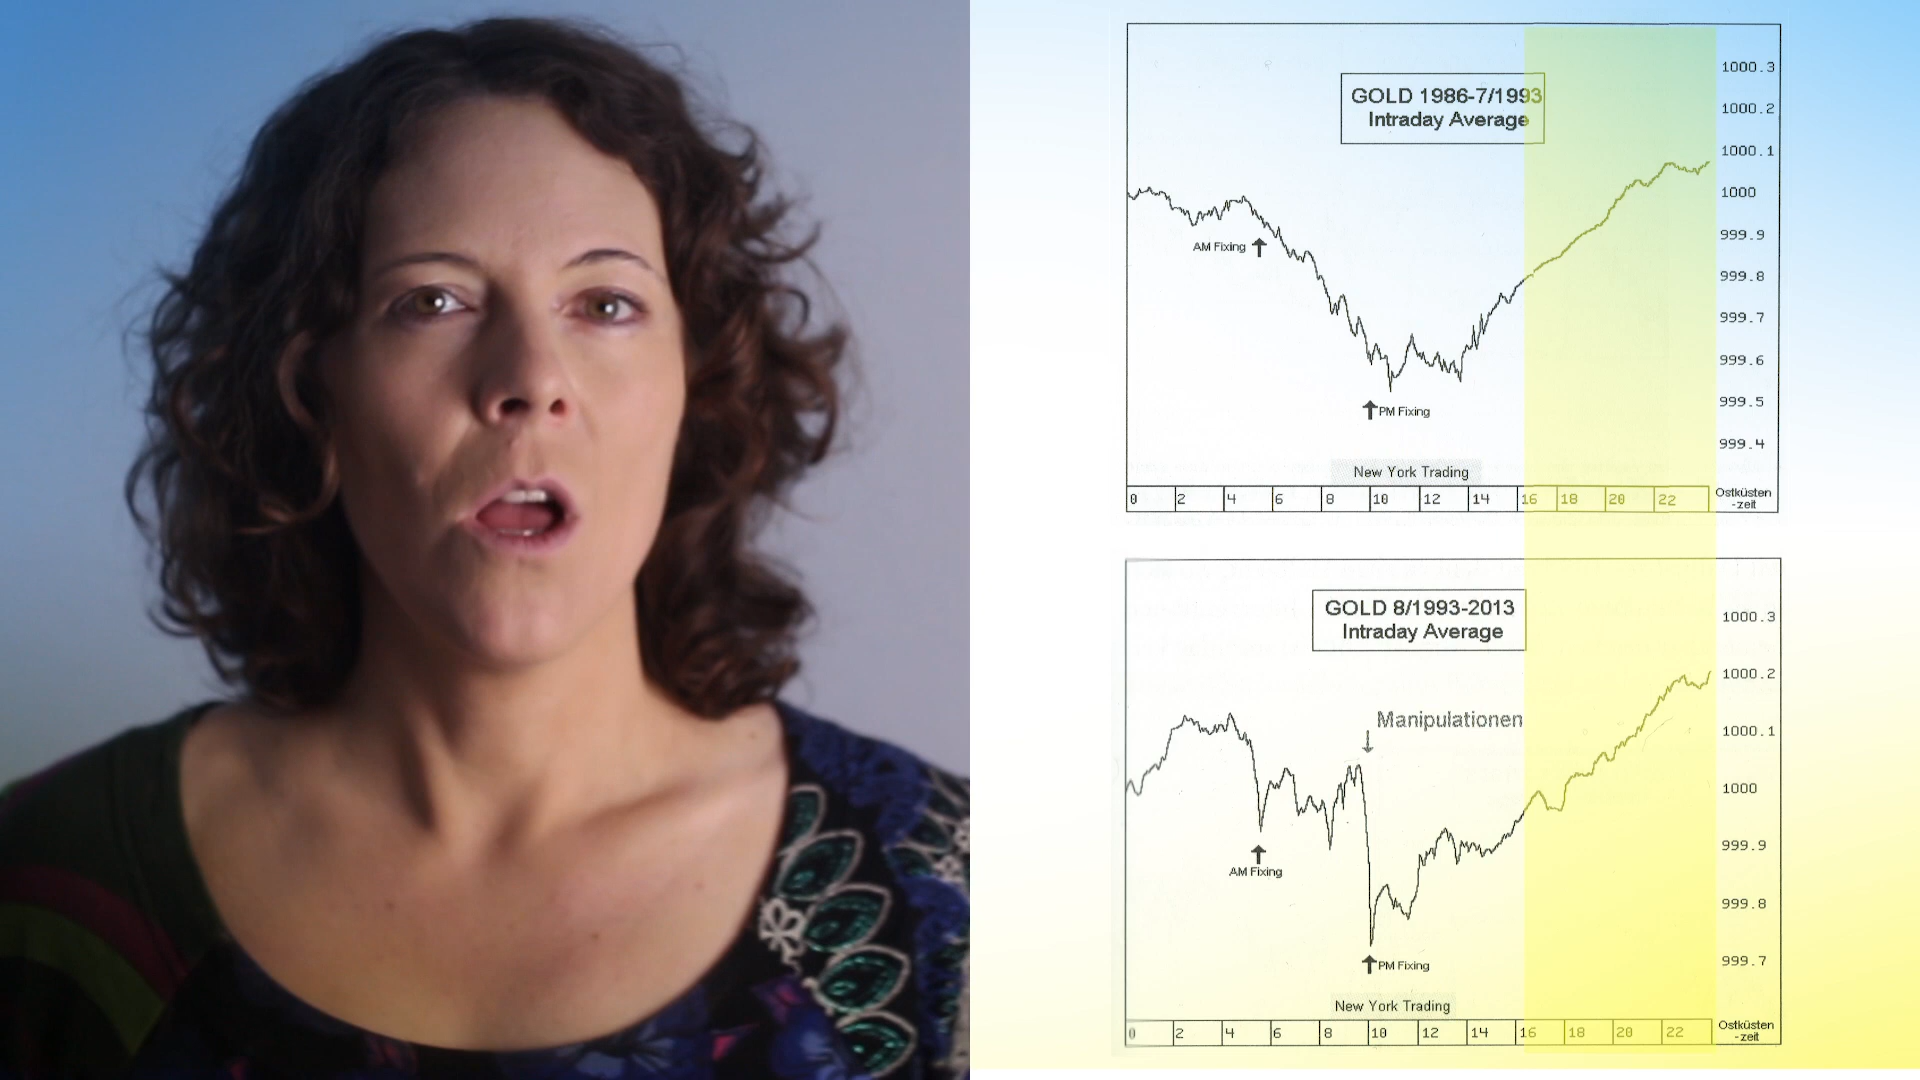 GOLD 1986-7/1993
Intraday Average
1000.3
1000.2
1000.1
1000
999.9
999.8
999.7
999.6
999.5
999.4
AM Fixing
PM Fixing
New York Trading
0 2 4 6 8 10 12 14 16 18 20 22
Ostküsten
-zeit
GOLD 8/1993-2013
Intraday Average
1000.3
1000.2
1000.1
1000
999.9
999.8
999.7
Manipulationen
AM Fixing
PM Fixing
New York Trading
0 2 4 6 8 10 12 14 16 18 20 22
Ostküsten
-zeit